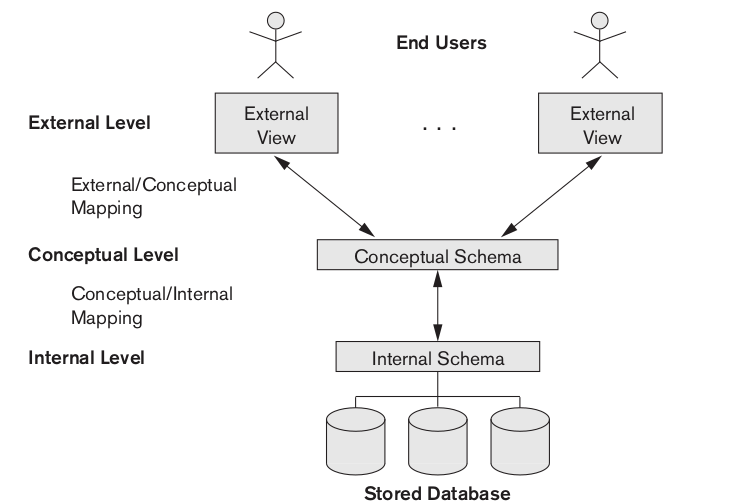 End Users
External Level
External
View
. . .
External
View
External/Conceptual
Mapping
Conceptual Level
Conceptual Schema
Conceptual/Internal
Mapping
Internal Level
Internal Schema
Stored Database